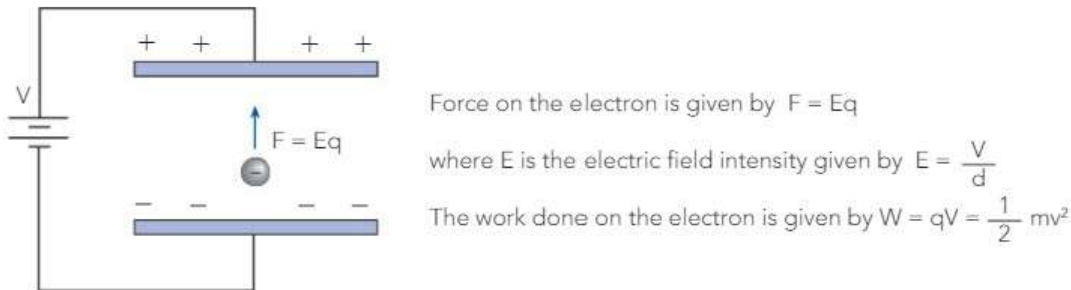 + + + +
V
F = Eq
−
− − − −
Force on the electron is given by F = Eq
where E is the electric field intensity given by E = V/d
The work done on the electron is given by W = qV = 1/2 mv²